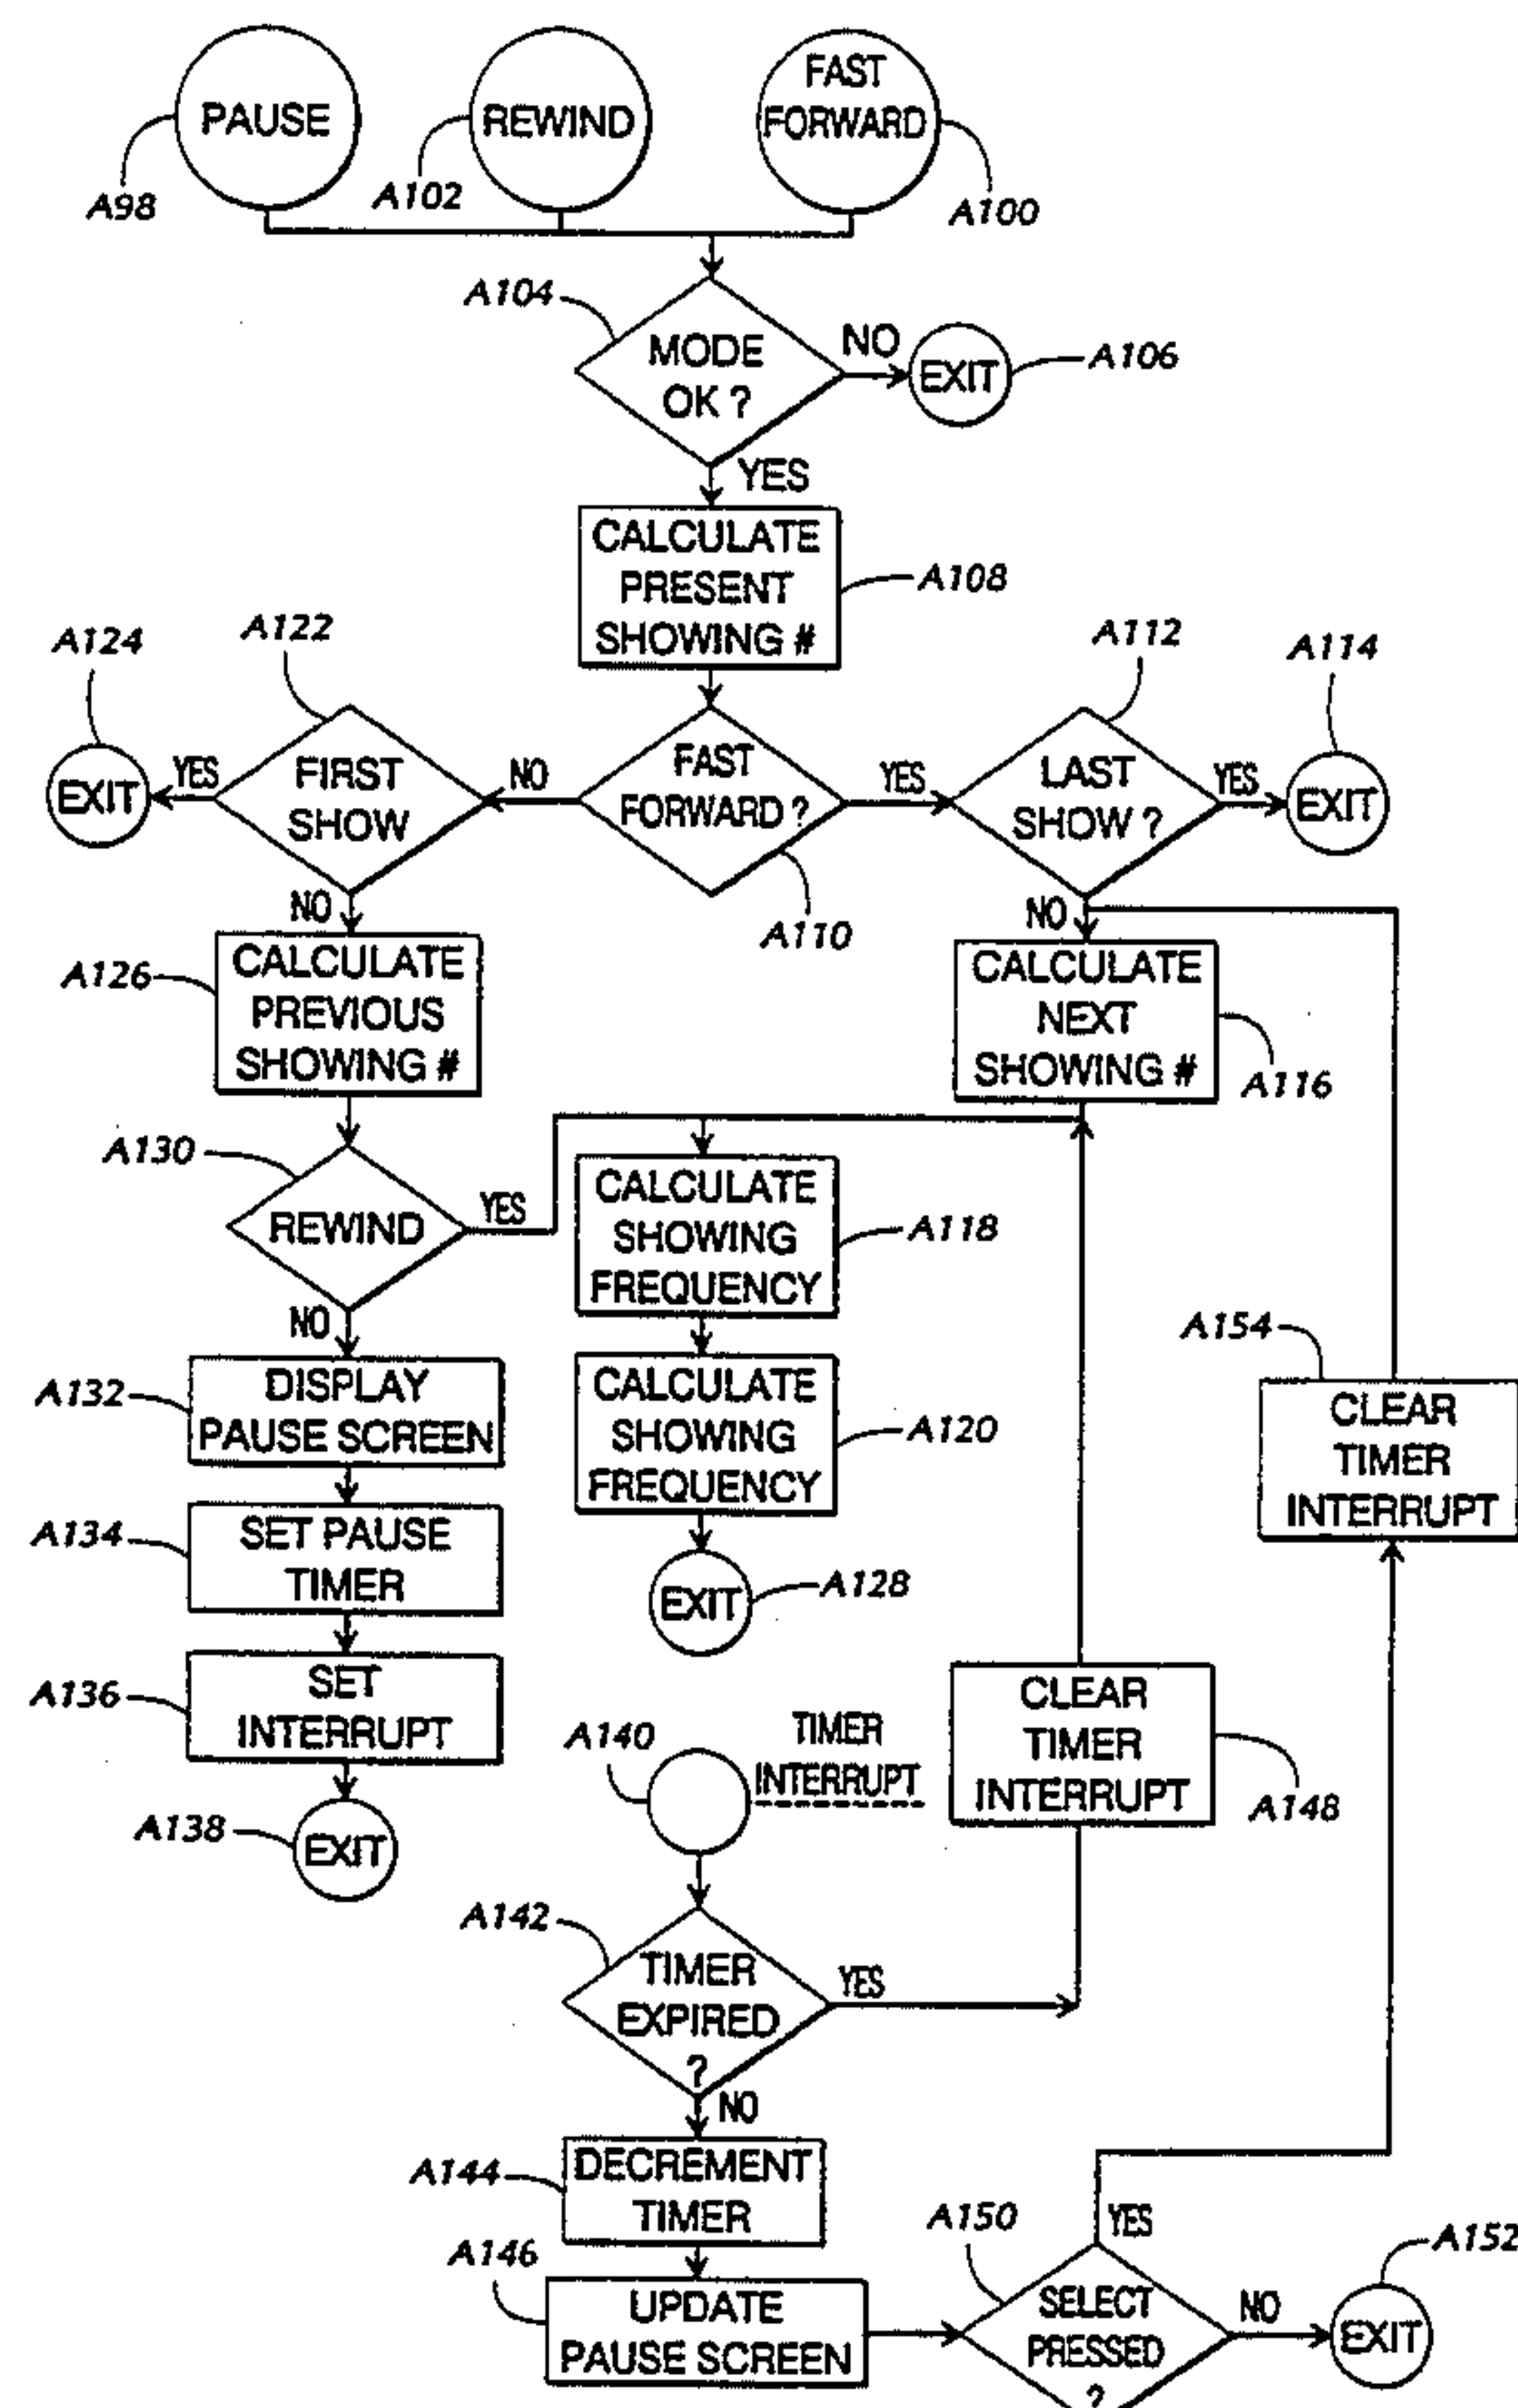 PAUSE
REWIND
FAST
FORWARD
A98
A102
A100
A104
MODE
OK ?
NO
EXIT
A106
YES
CALCULATE
PRESENT
SHOWING #
A108
A124
A122
A112
A114
EXIT
YES
FIRST
SHOW
NO
FAST
FORWARD ?
YES
LAST
SHOW ?
YES
EXIT
A110
NO
NO
A126
CALCULATE
PREVIOUS
SHOWING #
CALCULATE
NEXT
SHOWING #
A116
A130
REWIND
YES
NO
CALCULATE
SHOWING
FREQUENCY
A118
A132
DISPLAY
PAUSE SCREEN
CALCULATE
SHOWING
FREQUENCY
A120
A154
CLEAR
TIMER
INTERRUPT
A134
SET PAUSE
TIMER
EXIT
A128
A136
SET
INTERRUPT
A138
EXIT
A140
TIMER
INTERRUPT
CLEAR
TIMER
INTERRUPT
A148
A142
TIMER
EXPIRED
?
YES
NO
A144
DECREMENT
TIMER
A146
UPDATE
PAUSE SCREEN
A150
YES
SELECT
PRESSED
?
NO
EXIT
A152